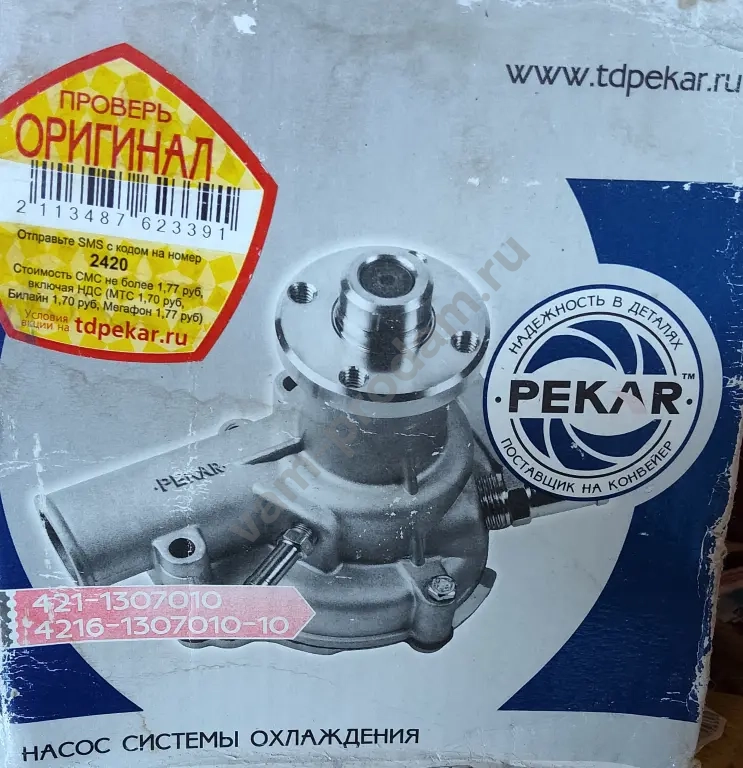 www.tdpekar.ru
ПРОВЕРЬ
ОРИГИНАЛ
2 113487 623391
Отправьте SMS с кодом на номер
2420
Стоимость СМС не более 1,77 руб,
включая НДС (МТС 1,70 руб,
Билайн 1,70 руб, Мегафон 1,77 руб)
Условия
акции на tdpekar.ru
НАДЕЖНОСТЬ В ДЕТАЛЯХ
PEKAR™
ПОСТАВЩИК НА КОНВЕЙЕР
·PEKAR·
421-1307010
4216-1307010-10
НАСОС СИСТЕМЫ ОХЛАЖДЕНИЯ